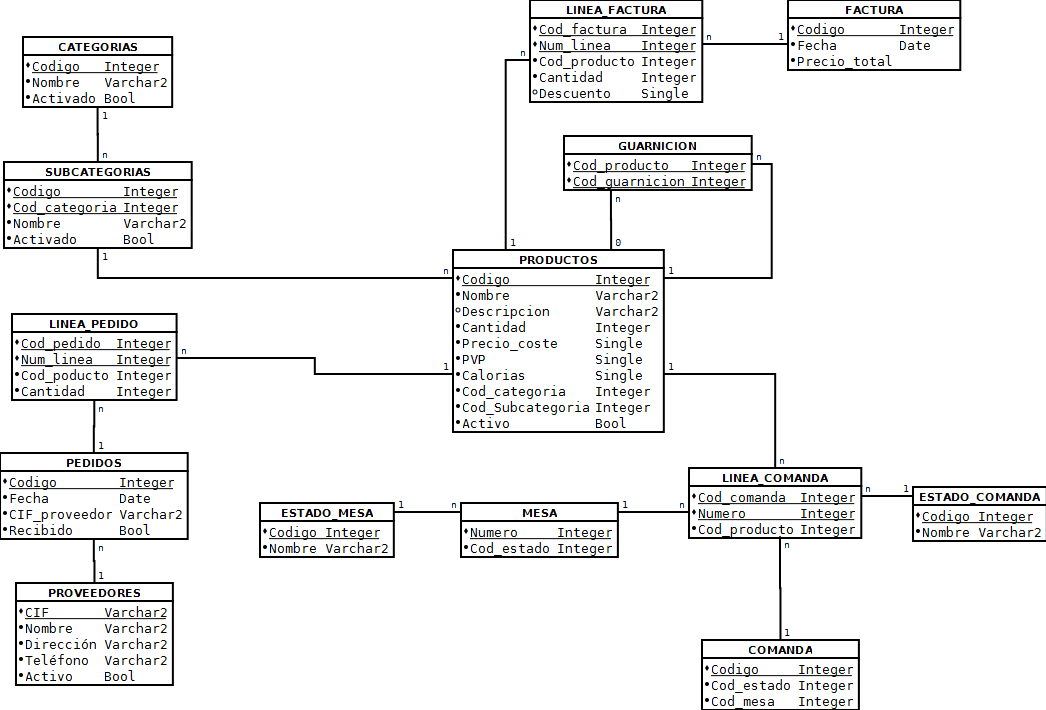 LINEA_FACTURA
Cod_factura Integer
Num_linea Integer
Cod_producto Integer
Cantidad Integer
Descuento Single
n
1
FACTURA
Codigo Integer
Fecha Date
Precio_total
n
CATEGORIAS
Codigo Integer
Nombre Varchar2
Activado Bool
1
n
SUBCATEGORIAS
Codigo Integer
Cod_categoria Integer
Nombre Varchar2
Activado Bool
1
n
GUARNICION
Cod_producto Integer
Cod_guarnicion Integer
n
n
1
0
1
PRODUCTOS
Codigo Integer
Nombre Varchar2
Descripcion Varchar2
Cantidad Integer
Precio_coste Single
PVP Single
Calorias Single
Cod_categoria Integer
Cod_Subcategoria Integer
Activo Bool
1
1
LINEA_PEDIDO
Cod_pedido Integer
Num_linea Integer
Cod_poducto Integer
Cantidad Integer
n
n
1
PEDIDOS
Codigo Integer
Fecha Date
CIF_proveedor Varchar2
Recibido Bool
n
1
PROVEEDORES
CIF Varchar2
Nombre Varchar2
Dirección Varchar2
Teléfono Varchar2
Activo Bool
ESTADO_MESA
Codigo Integer
Nombre Varchar2
1
n
MESA
Numero Integer
Cod_estado Integer
1
n
n
LINEA_COMANDA
Cod_comanda Integer
Numero Integer
Cod_producto Integer
n
1
ESTADO_COMANDA
Codigo Integer
Nombre Varchar2
n
1
COMANDA
Codigo Integer
Cod_estado Integer
Cod_mesa Integer